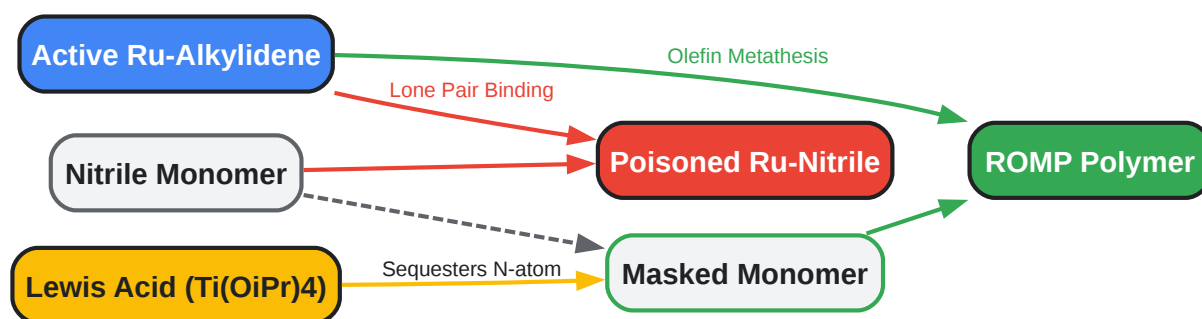 Active Ru-Alkylidene
Olefin Metathesis
Lone Pair Binding
Nitrile Monomer
Poisoned Ru-Nitrile
ROMP Polymer
Lewis Acid (Ti(OiPr)4)
Sequesters N-atom
Masked Monomer